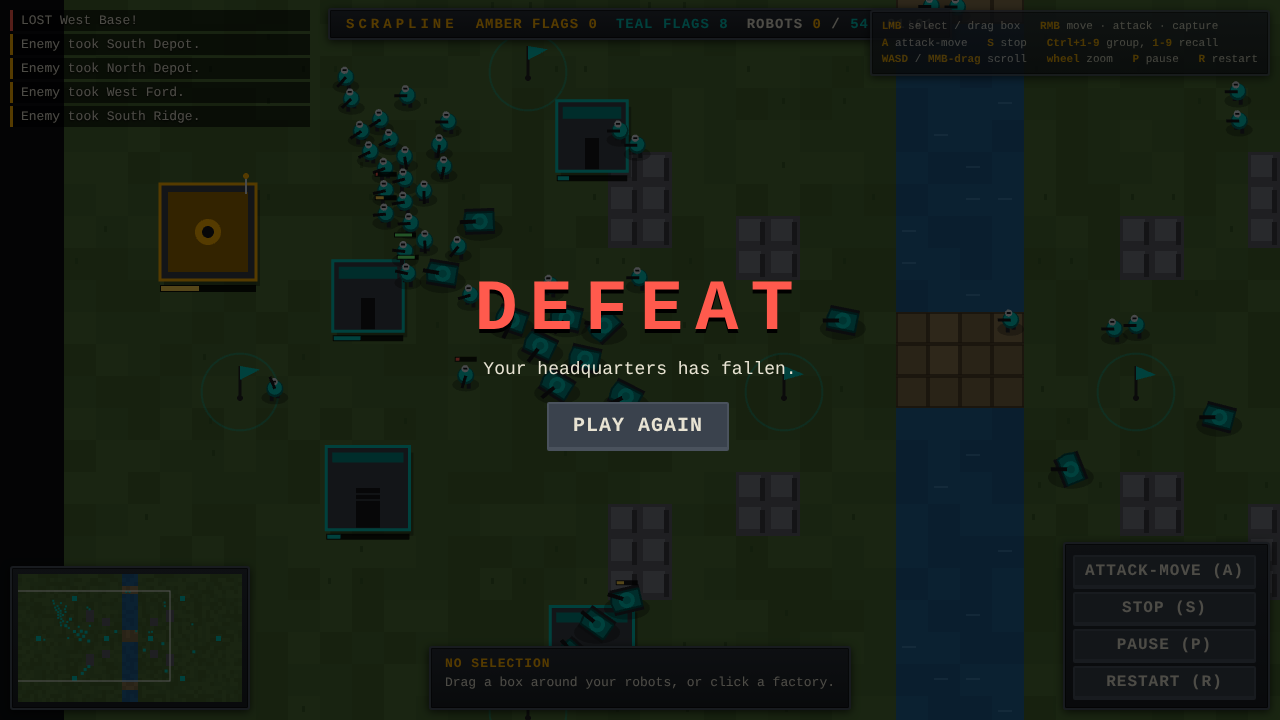 LOST West Base!
Enemy took South Depot.
Enemy took North Depot.
Enemy took West Ford.
Enemy took South Ridge.
SCRAPLINE AMBER FLAGS 0 TEAL FLAGS 8 ROBOTS 0 / 54
LMB select / drag box RMB move · attack · capture
A attack-move S stop Ctrl+1-9 group, 1-9 recall
WASD / MMB-drag scroll wheel zoom P pause R restart
DEFEAT
Your headquarters has fallen.
PLAY AGAIN
NO SELECTION
Drag a box around your robots, or click a factory.
ATTACK-MOVE (A)
STOP (S)
PAUSE (P)
RESTART (R)